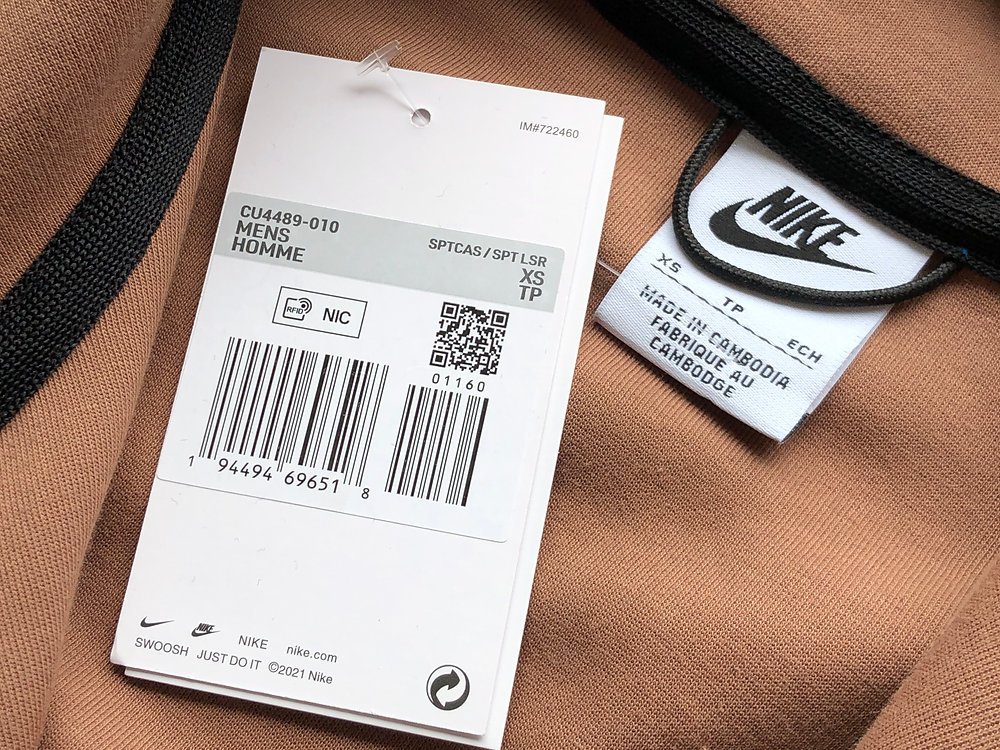 IM#722460
CU4489-010
MENS
HOMME
SPTCAS / SPT LSR
XS
TP
RFID
NIC
01160
1 94494 69651 8
NIKE
NIKE nike.com
SWOOSH JUST DO IT ©2021 Nike
NIKE
XS TP ECH
MADE IN CAMBODIA
FABRIQUE AU
CAMBODGE